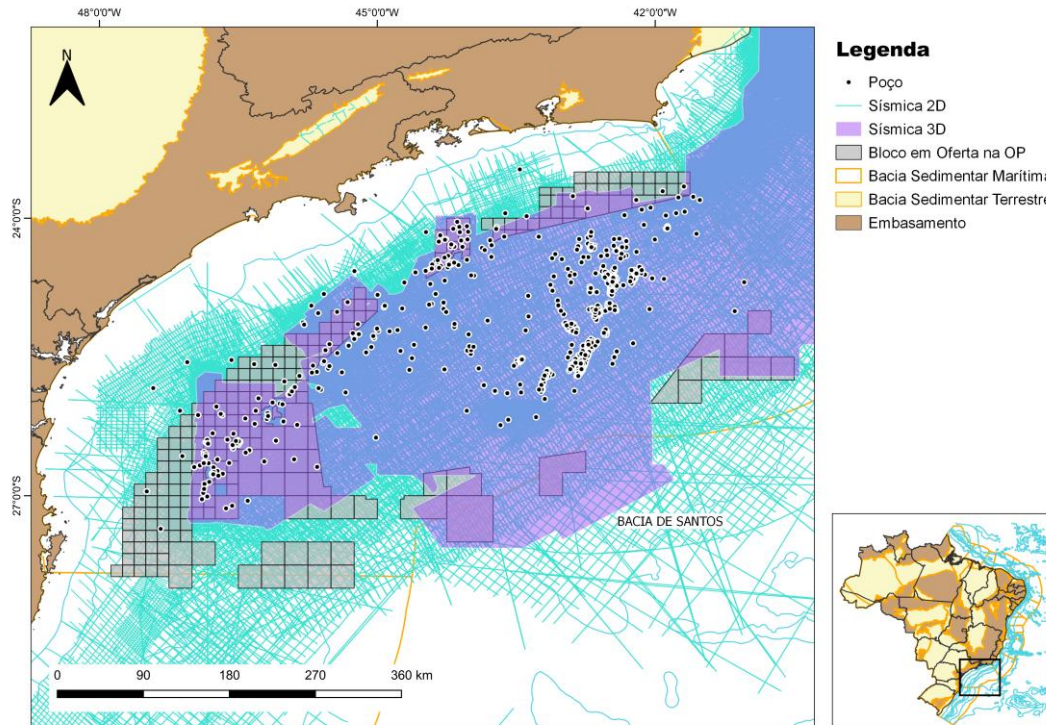 48°0'0"W
45°0'0"W
42°0'0"W
N
24°0'0"S
27°0'0"S
BACIA DE SANTOS
0 90 180 270 360 km
Legenda
Poço
Sísmica 2D
Sísmica 3D
Bloco em Oferta na OP
Bacia Sedimentar Marítima
Bacia Sedimentar Terrestre
Embasamento